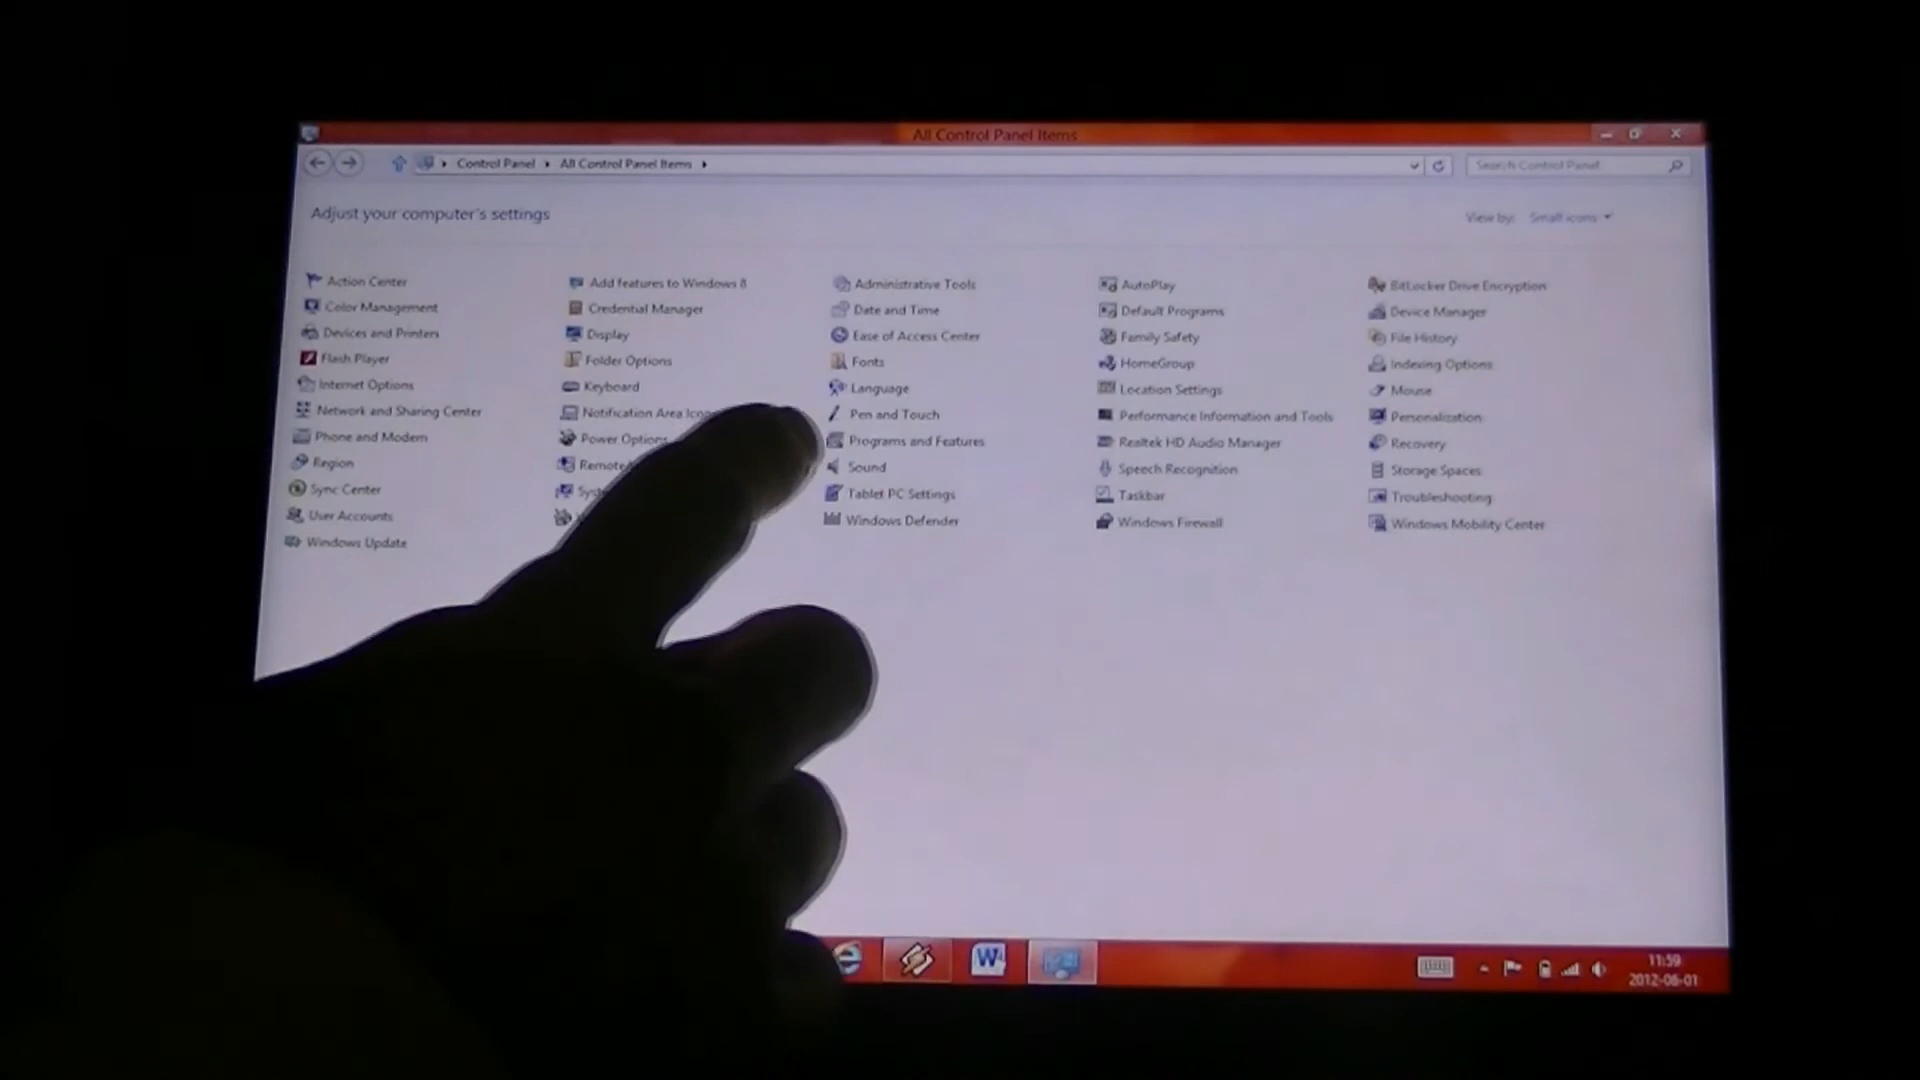 All Control Panel Items
Control Panel All Control Panel Items
Search Control Panel
Adjust your computer's settings
View by: Small icons
Action Center Add features to Windows 8 Administrative Tools AutoPlay BitLocker Drive Encryption
Color Management Credential Manager Date and Time Default Programs Device Manager
Devices and Printers Display Ease of Access Center Family Safety File History
Flash Player Folder Options Fonts HomeGroup Indexing Options
Internet Options Keyboard Language Location Settings Mouse
Network and Sharing Center Notification Area Pen and Touch Performance Information and Tools Personalization
Phone and Modem Power Options Programs and Features Realtek HD Audio Manager Recovery
Region Remote Sound Speech Recognition Storage Spaces
Sync Center Tablet PC Settings Taskbar Troubleshooting
User Accounts Windows Defender Windows Firewall Windows Mobility Center
Windows Update
W
11:59
2012-06-01